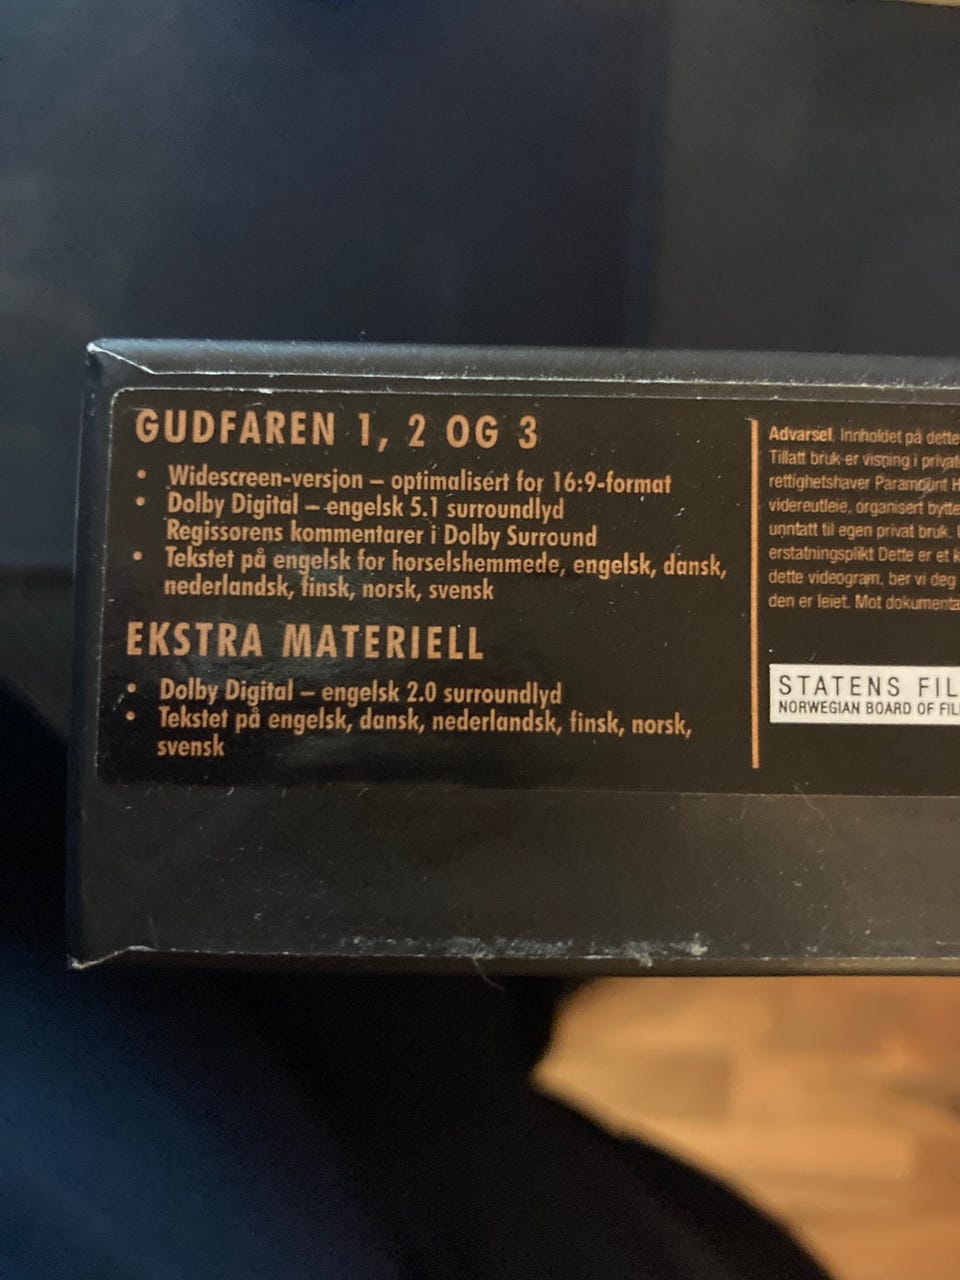 GUDFAREN 1, 2 OG 3
• Widescreen-versjon – optimalisert for 16:9-format
• Dolby Digital – engelsk 5.1 surroundlyd
Regissørens kommentarer i Dolby Surround
• Tekstet på engelsk for hørselshemmede, engelsk, dansk,
nederlandsk, finsk, norsk, svensk
EKSTRA MATERIELL
• Dolby Digital – engelsk 2.0 surroundlyd
• Tekstet på engelsk, dansk, nederlandsk, finsk, norsk,
svensk
Advarsel, Innholdet på dette
Tillatt bruk er visning i privat
rettighetshaver Paramount H
videreutleie, organisert bytte
unntatt til egen privat bruk.
erstatningsplikt Dette er et k
dette videogram, ber vi deg
den er leiet. Mot dokumenta
STATENS FIL
NORWEGIAN BOARD OF FIL